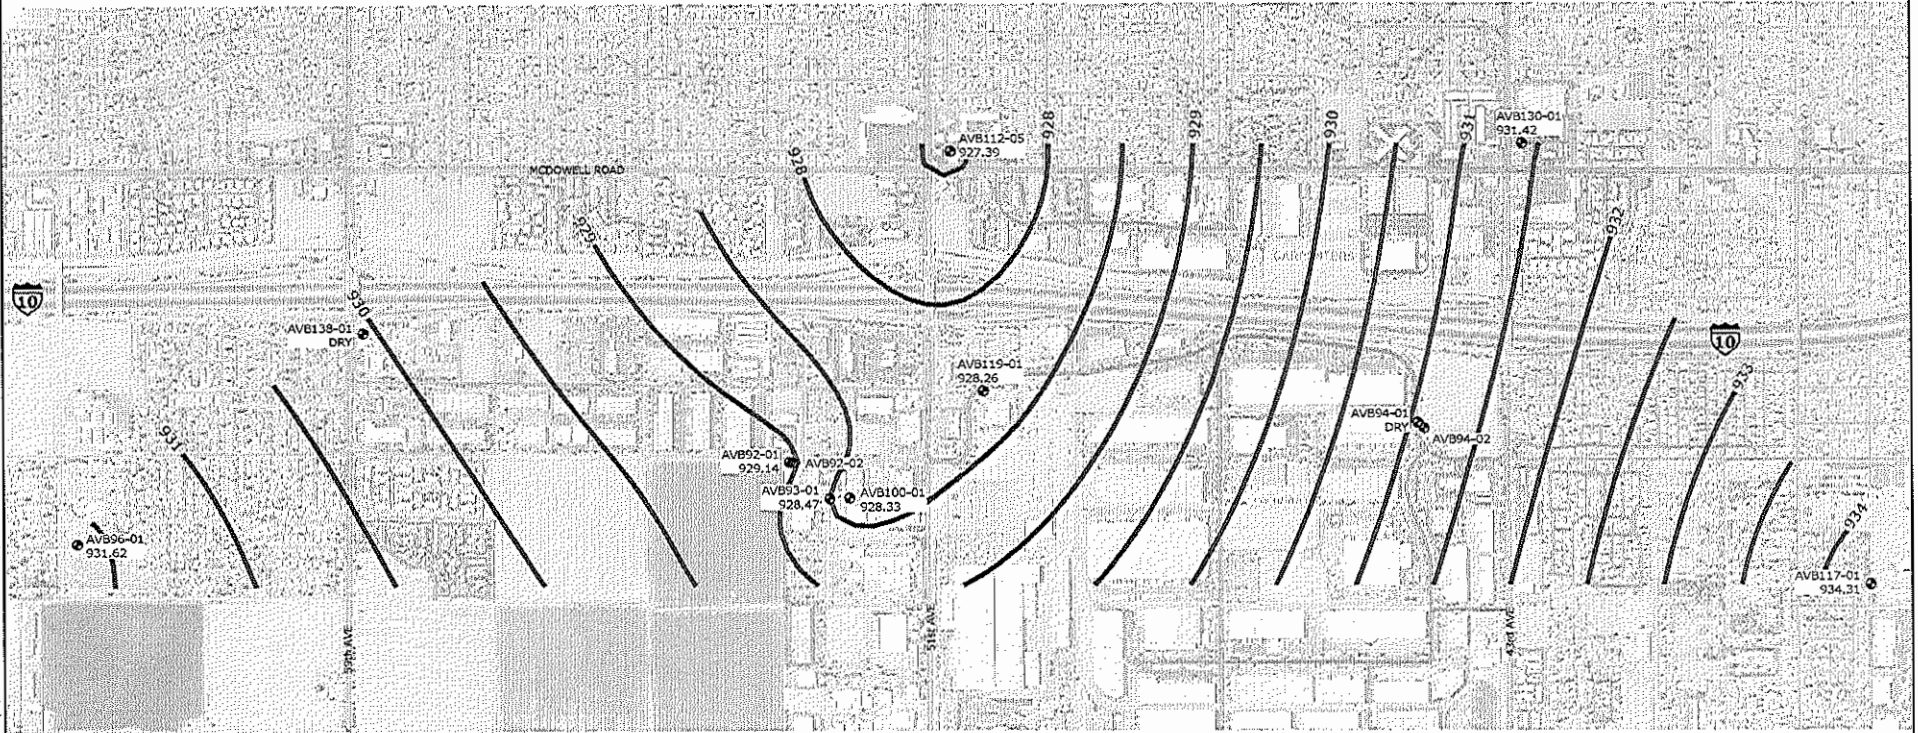 928
929
930
931
AVB130-01
931.42
AVB112-05
927.39
928
MCDOWELL ROAD
929
932
10
930
AVB138-01
DRY
10
AVB119-01
928.26
933
931
AVB94-01
DRY
AVB94-02
AVB92-01
929.14
AVB92-02
AVB93-01
928.47
AVB100-01
928.33
934
AVB96-01
931.62
AVB117-01
934.31
59th AVE
51st AVE
43rd AVE